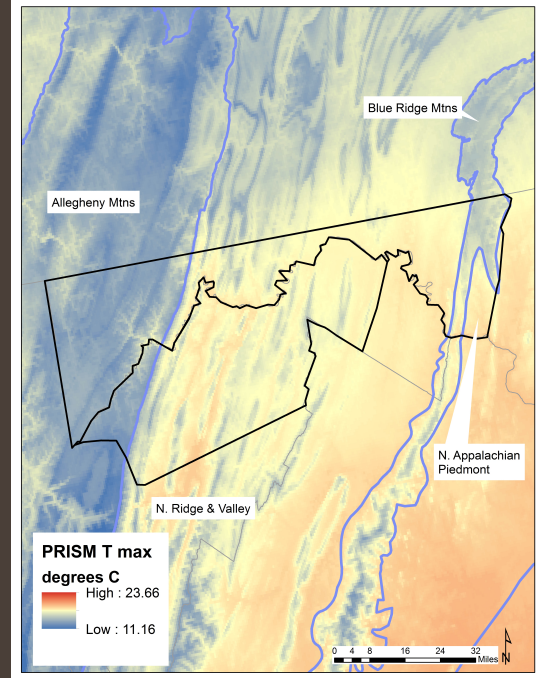 Blue Ridge Mtns
Allegheny Mtns
N. Appalachian
Piedmont
N. Ridge & Valley
PRISM T max
degrees C
High : 23.66
Low : 11.16
0 4 8 16 24 32
Miles
N